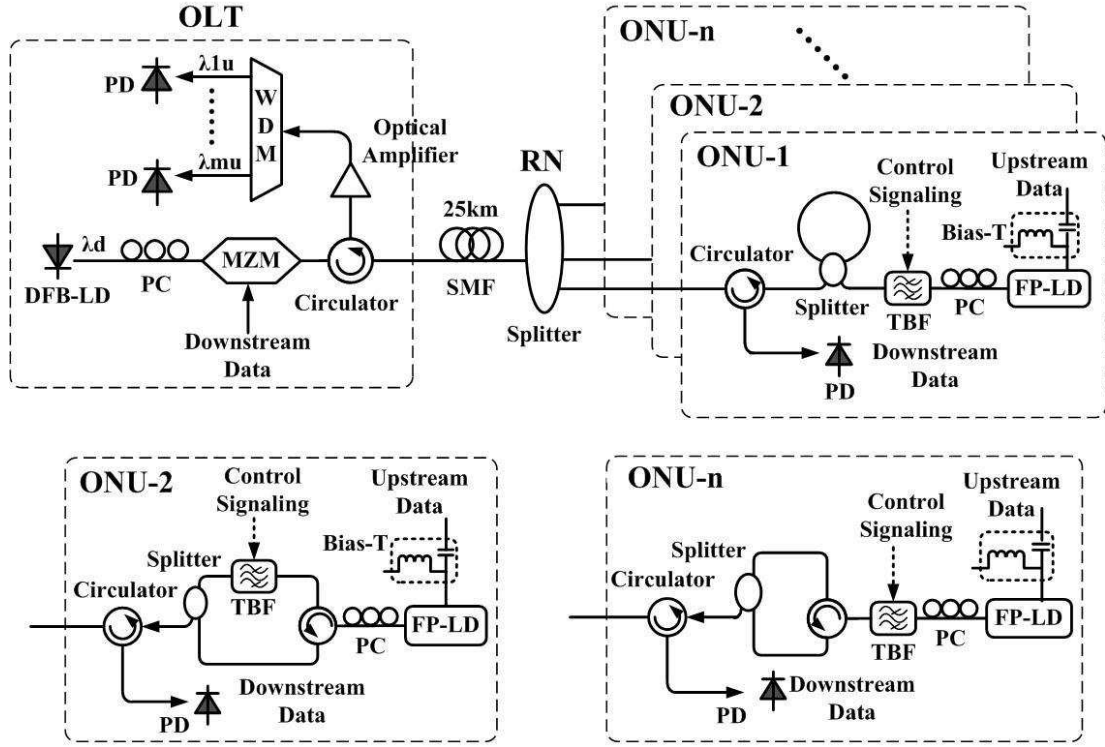 OLT
λ1u
PD
W
D
M
λmu
PD
Optical
Amplifier
λd
DFB-LD
PC
MZM
Circulator
Downstream
Data
25km
SMF
RN
Splitter
ONU-n
ONU-2
ONU-1
Control
Signaling
Upstream
Data
Bias-T
Circulator
Splitter
TBF
PC
FP-LD
PD
Downstream
Data
ONU-2
Control
Signaling
Upstream
Data
Bias-T
Splitter
Circulator
TBF
PC
FP-LD
PD
Downstream
Data
ONU-n
Control
Signaling
Upstream
Data
Bias-T
Splitter
Circulator
TBF
PC
FP-LD
PD
Downstream
Data